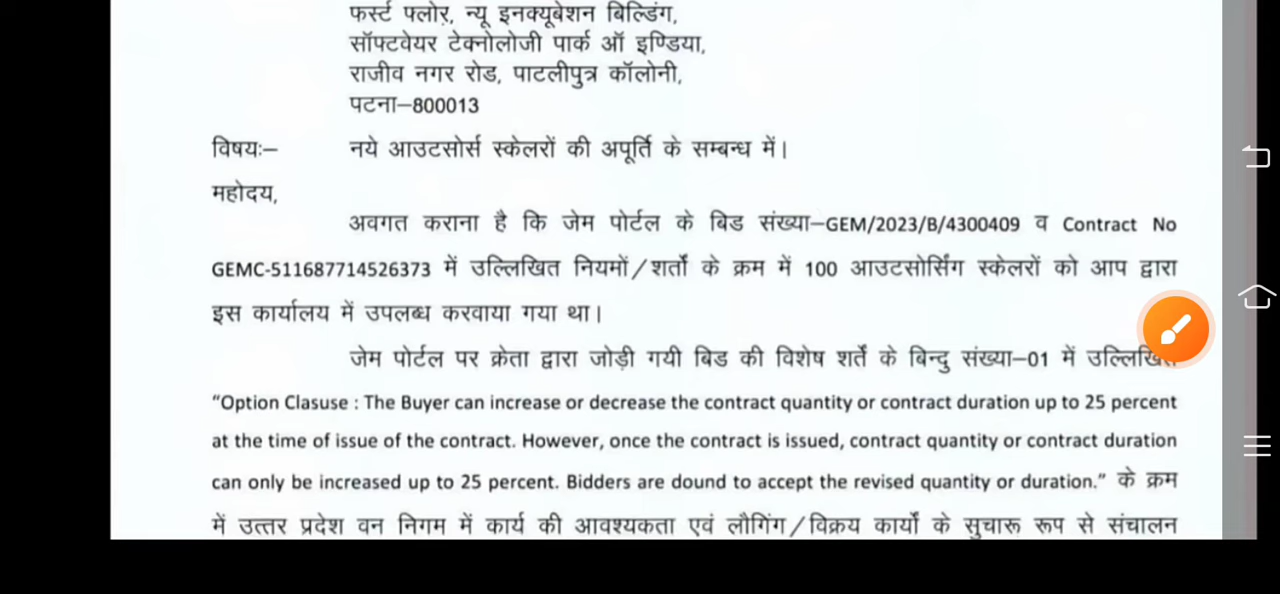 फर्स्ट फ्लोर, न्यू इनक्यूबेशन बिल्डिंग,
सॉफ्टवेयर टेक्नोलोजी पार्क ऑ इण्डिया,
राजीव नगर रोड, पाटलीपुत्र कॉलोनी,
पटना–800013
विषयः– नये आउटसोर्स स्केलरों की अपूर्ति के सम्बन्ध में।
महोदय,
अवगत कराना है कि जेम पोर्टल के बिड संख्या–GEM/2023/B/4300409 व Contract No
GEMC-511687714526373 में उल्लिखित नियमों/शर्तो के क्रम में 100 आउटसोर्सिंग स्केलरों को आप द्वारा
इस कार्यालय में उपलब्ध करवाया गया था।
जेम पोर्टल पर क्रेता द्वारा जोड़ी गयी बिड की विशेष शर्ते के बिन्दु संख्या–01 में उल्लिखित
“Option Clasuse : The Buyer can increase or decrease the contract quantity or contract duration up to 25 percent
at the time of issue of the contract. However, once the contract is issued, contract quantity or contract duration
can only be increased up to 25 percent. Bidders are dound to accept the revised quantity or duration.” के क्रम
में उत्तर प्रदेश वन निगम में कार्य की आवश्यकता एवं लौगिंग/विक्रय कार्यो के सुचारू रूप से संचालन